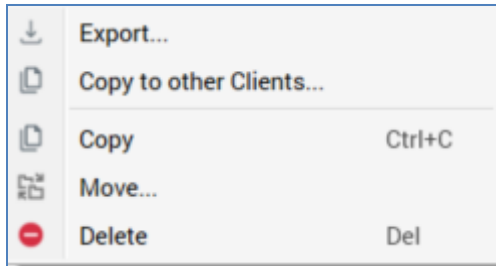 Export...
Copy to other Clients...
Copy Ctrl+C
Move...
Delete Del